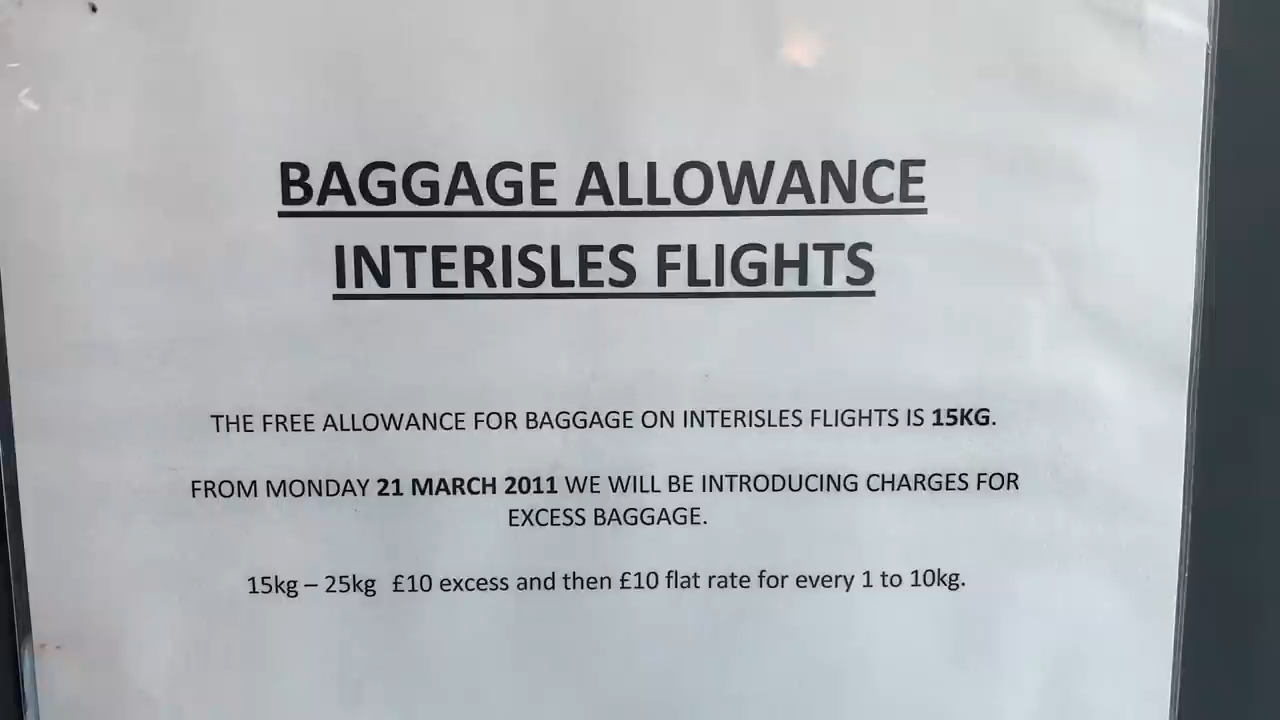 BAGGAGE ALLOWANCE
INTERISLES FLIGHTS
THE FREE ALLOWANCE FOR BAGGAGE ON INTERISLES FLIGHTS IS 15KG.
FROM MONDAY 21 MARCH 2011 WE WILL BE INTRODUCING CHARGES FOR
EXCESS BAGGAGE.
15kg – 25kg £10 excess and then £10 flat rate for every 1 to 10kg.